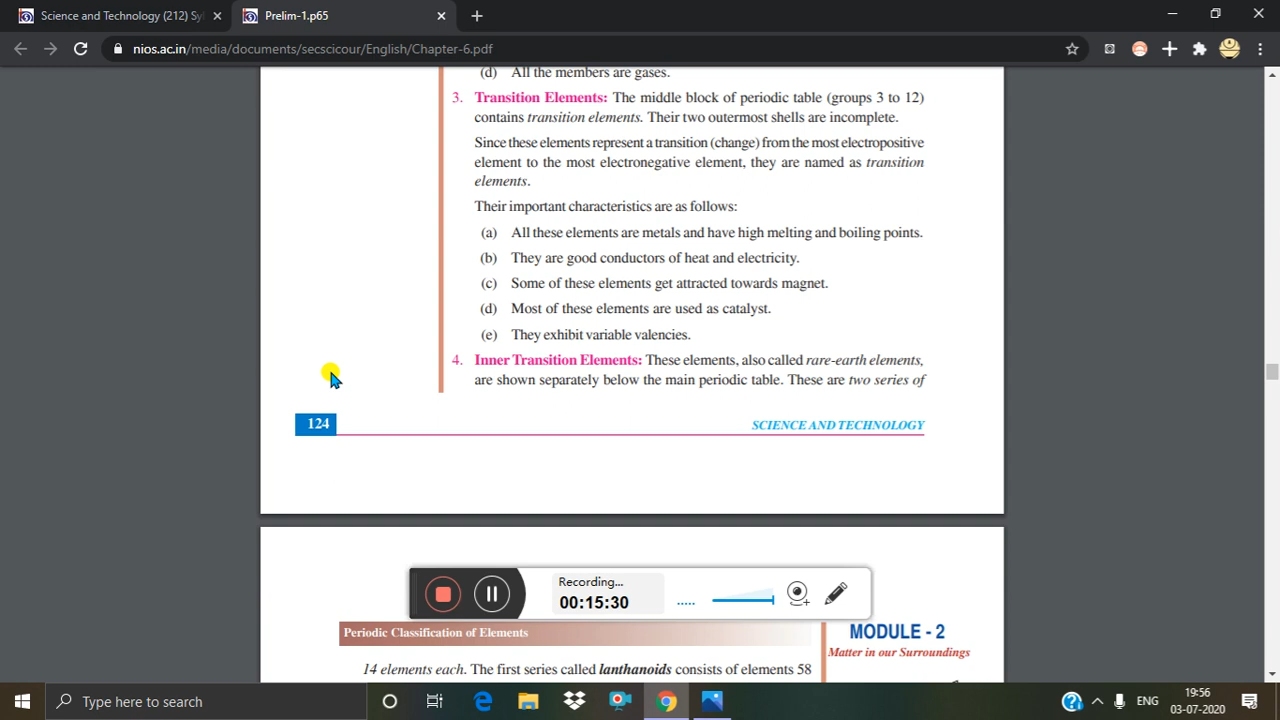 Science and Technology (212) Syl
Prelim-1.p65
nios.ac.in/media/documents/secscicour/English/Chapter-6.pdf
(d) All the members are gases.
3. Transition Elements: The middle block of periodic table (groups 3 to 12)
contains transition elements. Their two outermost shells are incomplete.
Since these elements represent a transition (change) from the most electropositive
element to the most electronegative element, they are named as transition
elements.
Their important characteristics are as follows:
(a) All these elements are metals and have high melting and boiling points.
(b) They are good conductors of heat and electricity.
(c) Some of these elements get attracted towards magnet.
(d) Most of these elements are used as catalyst.
(e) They exhibit variable valencies.
4. Inner Transition Elements: These elements, also called rare-earth elements,
are shown separately below the main periodic table. These are two series of
124
SCIENCE AND TECHNOLOGY
Recording...
00:15:30
Periodic Classification of Elements
MODULE - 2
Matter in our Surroundings
14 elements each. The first series called lanthanoids consists of elements 58
Type here to search
ENG
19:56
03-07-2020